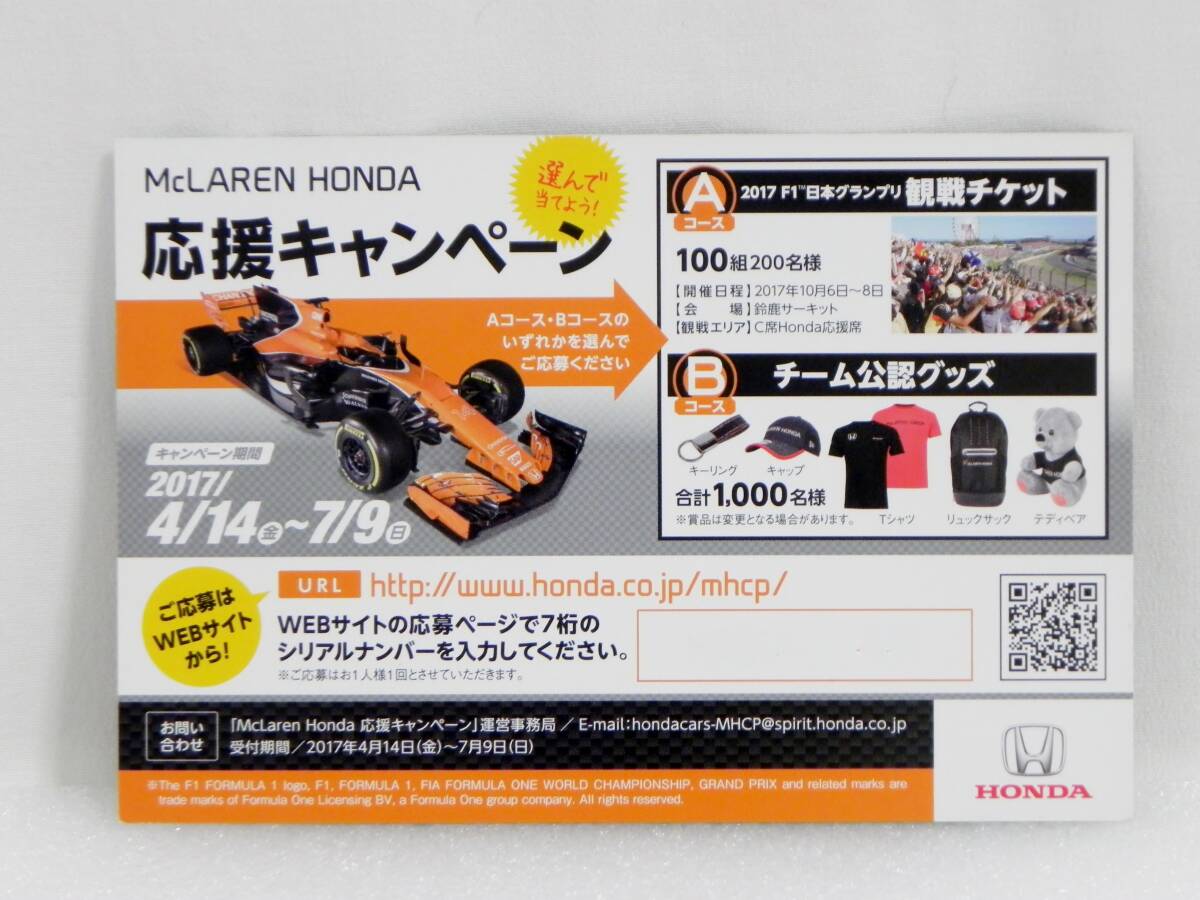 McLAREN HONDA
応援キャンペーン
選んで
当てよう!
Aコース・Bコースの
いずれかを選んで
ご応募ください
キャンペーン期間
2017/
4/14(金)~7/9(日)
A
コース
2017 F1™日本グランプリ 観戦チケット
100組200名様
【開催日程】2017年10月6日~8日
【会　　場】鈴鹿サーキット
【観戦エリア】C席Honda応援席
B
コース
チーム公認グッズ
キーリング
キャップ
合計1,000名様
※賞品は変更となる場合があります。
Tシャツ
リュックサック
テディベア
ご応募は
WEBサイト
から!
URL http://www.honda.co.jp/mhcp/
WEBサイトの応募ページで7桁の
シリアルナンバーを入力してください。
※ご応募はお1人様1回とさせていただきます。
お問い
合わせ
「McLaren Honda 応援キャンペーン」運営事務局 / E-mail:hondacars-MHCP@spirit.honda.co.jp
受付期間/2017年4月14日(金)~7月9日(日)
※The F1 FORMULA 1 logo, F1, FORMULA 1, FIA FORMULA ONE WORLD CHAMPIONSHIP, GRAND PRIX and related marks are
trade marks of Formula One Licensing BV, a Formula One group company. All rights reserved.
HONDA